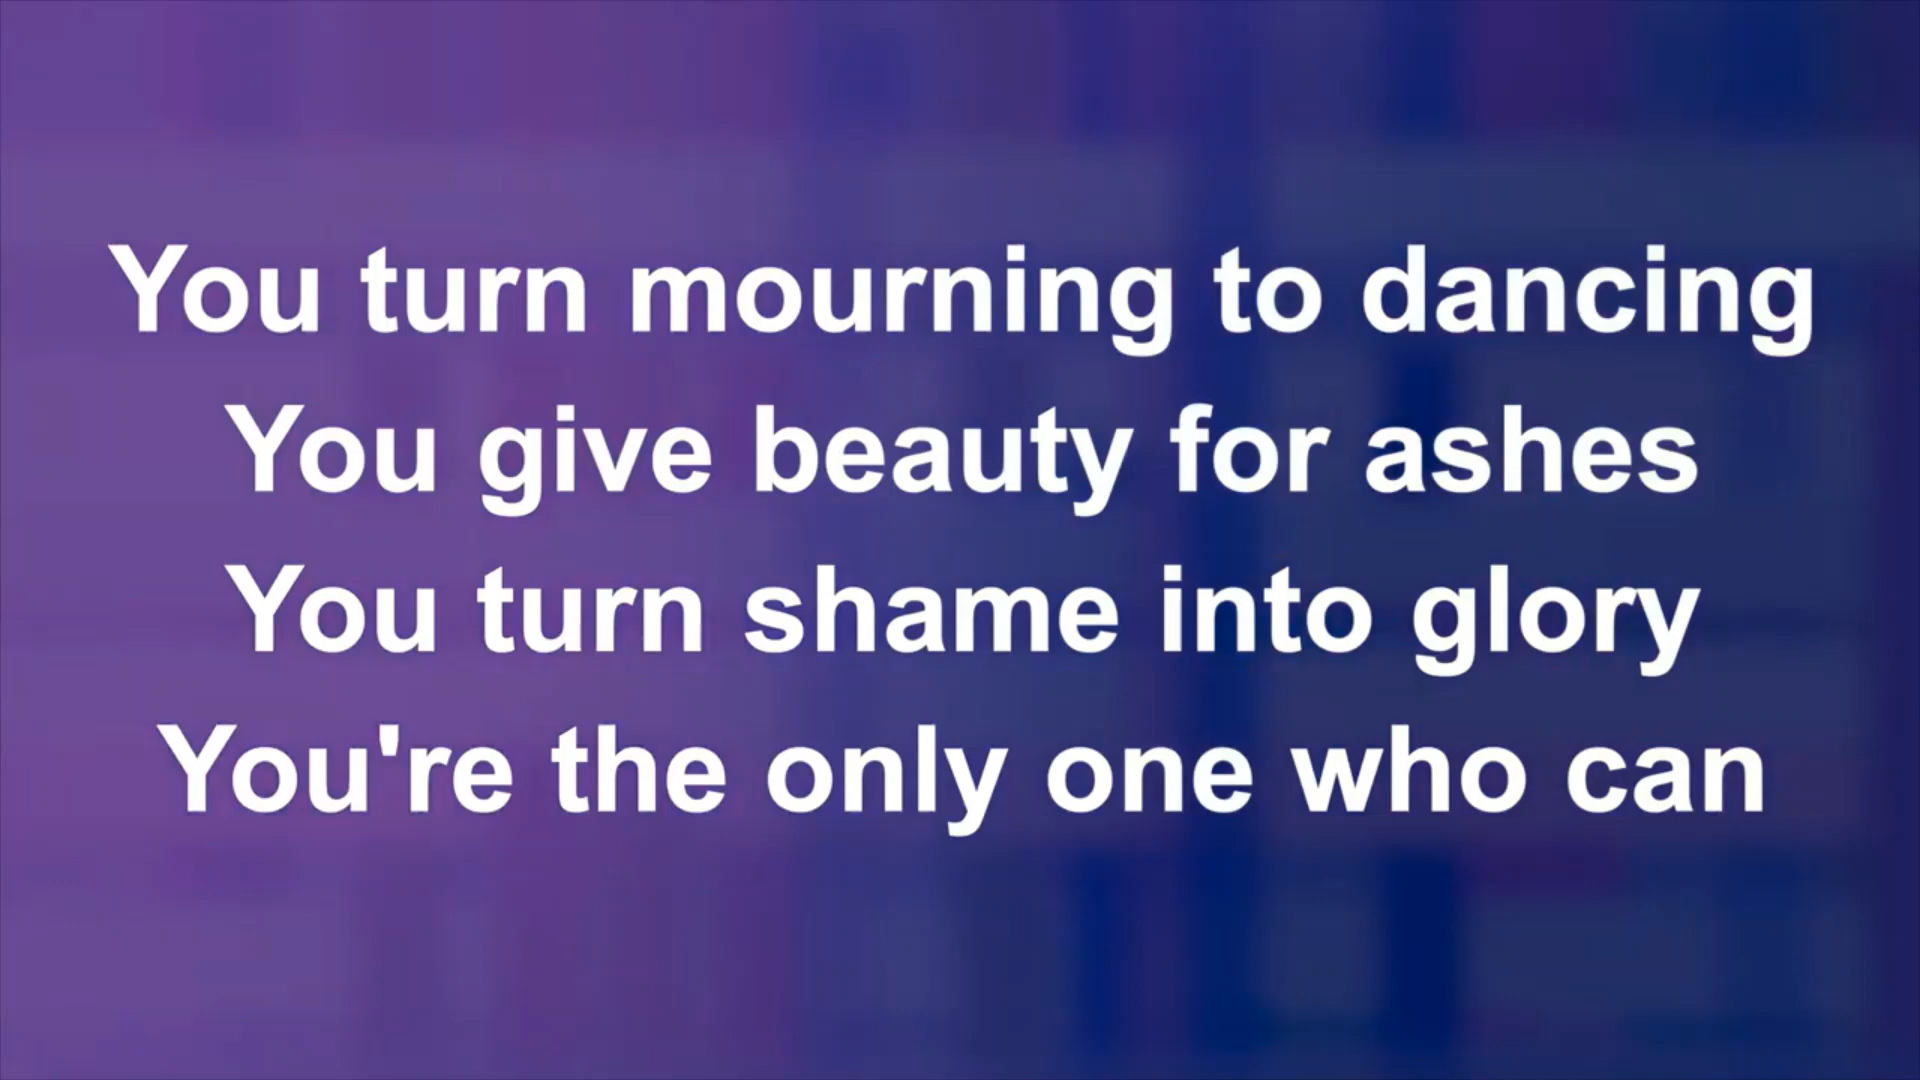 You turn mourning to dancing
You give beauty for ashes
You turn shame into glory
You're the only one who can